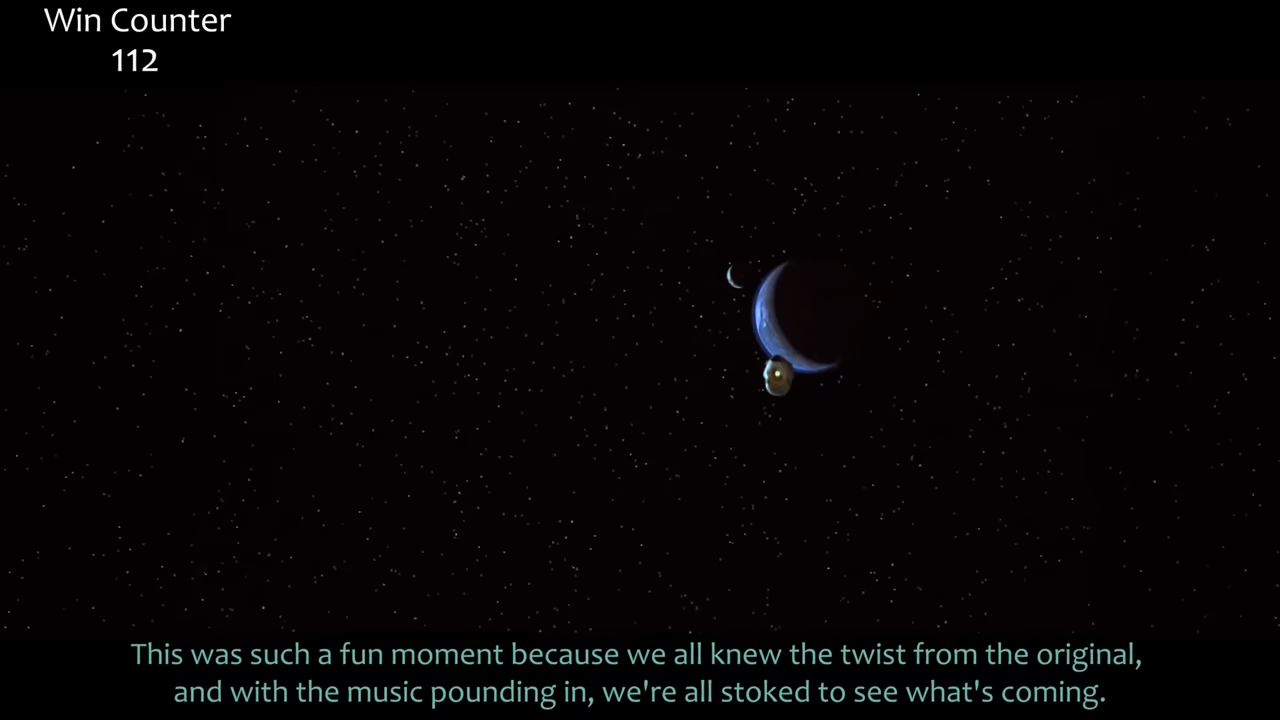 Win Counter
112
This was such a fun moment because we all knew the twist from the original,
and with the music pounding in, we're all stoked to see what's coming.